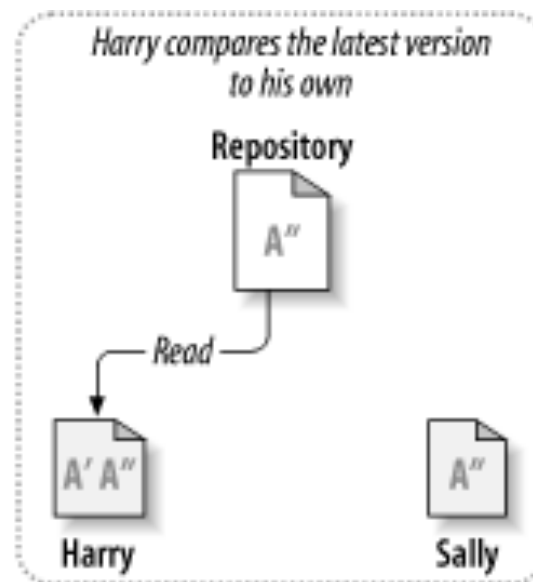 Harry compares the latest version
to his own
Repository
A"
Read
A' A"
A"
Harry
Sally